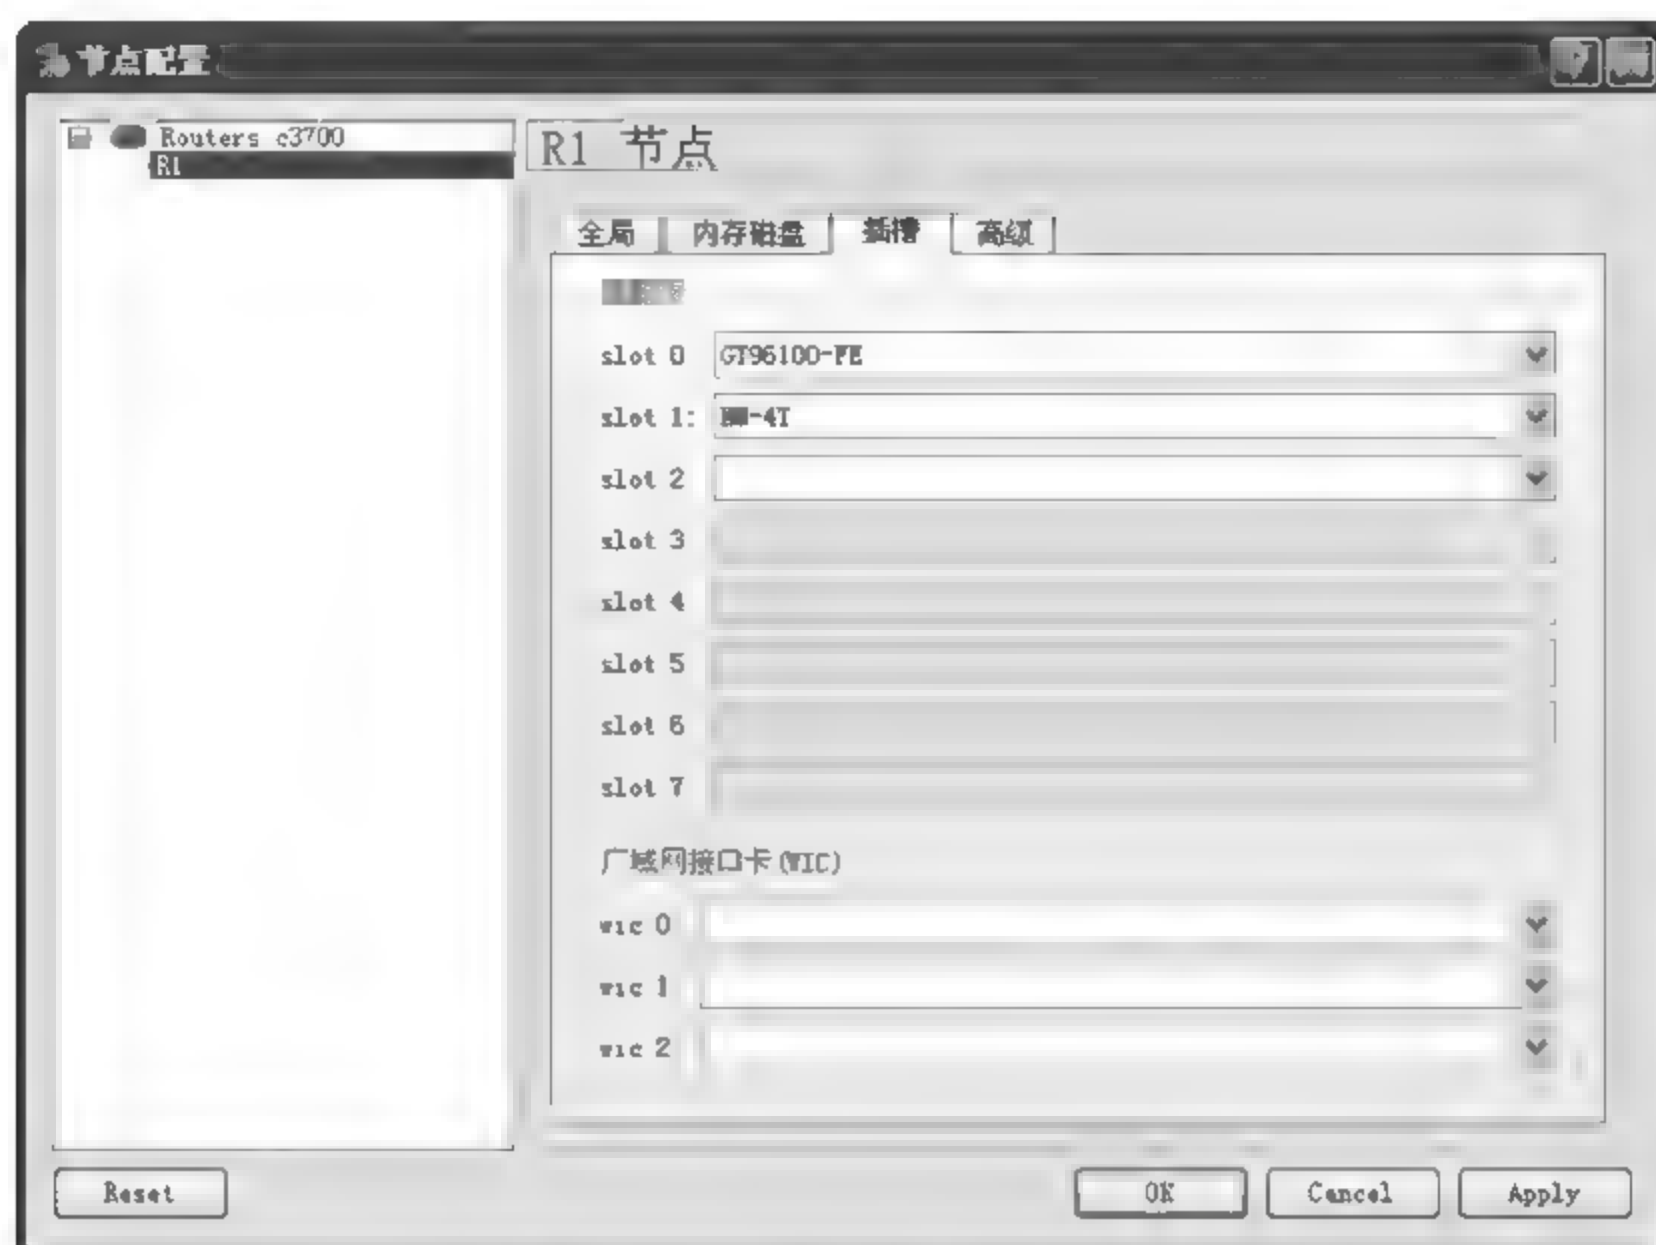 节点配置
Routers c3700
R1
R1 节点
全局 内存磁盘 插槽 高级
slot 0 GT96100-FE
slot 1: NM-4T
slot 2
slot 3
slot 4
slot 5
slot 6
slot 7
广域网接口卡(WIC)
wic 0
wic 1
wic 2
Reset OK Cancel Apply